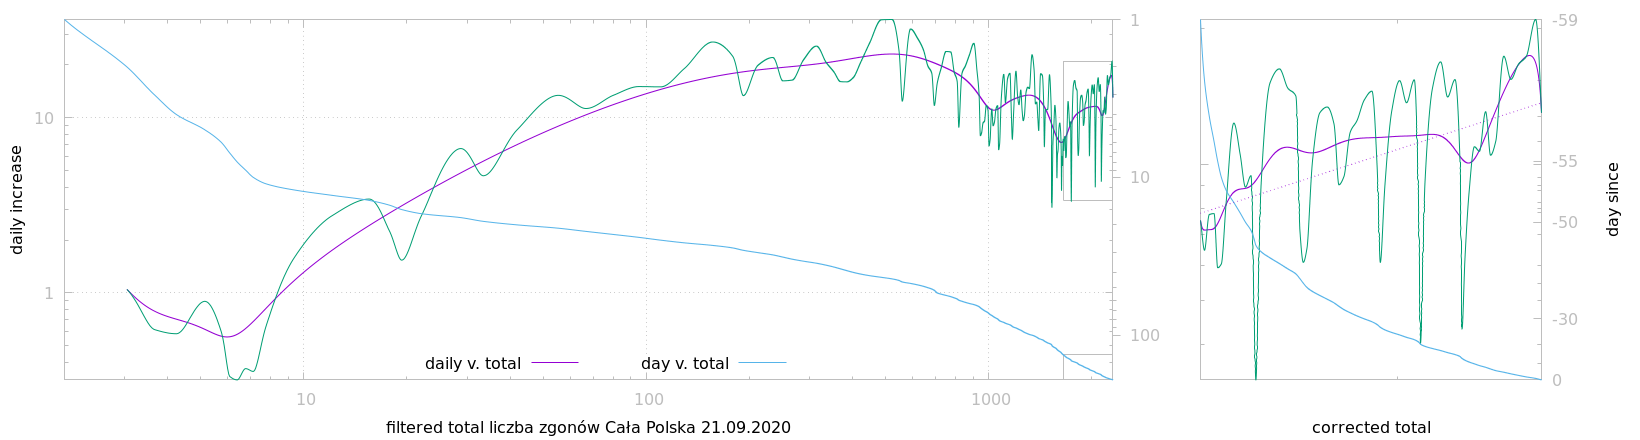 1
-59
10
daily increase
10
-55
-50
day since
1
-30
100
daily v. total
day v. total
0
10
100
1000
filtered total liczba zgonów Cała Polska 21.09.2020
corrected total